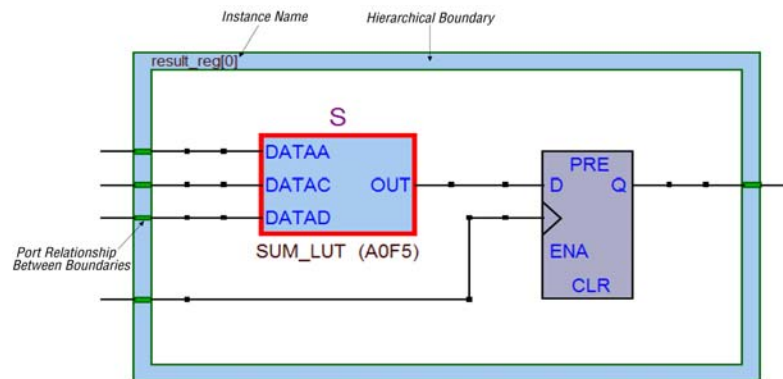 Instance Name
Hierarchical Boundary
result_reg[0]
S
DATAA
DATAC
OUT
DATAD
SUM_LUT (A0F5)
PRE
D
Q
ENA
CLR
Port Relationship
Between Boundaries